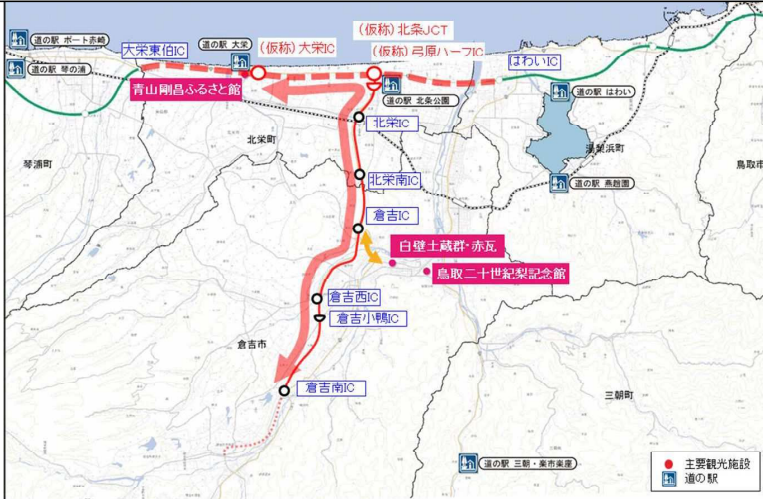 道の駅 ポート赤崎
道の駅 琴の浦
大栄東伯IC
道の駅 大栄
(仮称)大栄IC
(仮称)北条JCT
(仮称)弓原ハーフIC
はわいIC
青山剛昌ふるさと館
道の駅 北条公園
道の駅 はわい
北栄IC
北栄町
琴浦町
湯梨浜町
鳥取市
北栄南IC
道の駅 燕趙園
倉吉IC
白壁土蔵群・赤瓦
鳥取二十世紀梨記念館
倉吉西IC
倉吉小鴨IC
倉吉市
倉吉南IC
三朝町
道の駅 三朝・楽市楽座
主要観光施設
道の駅